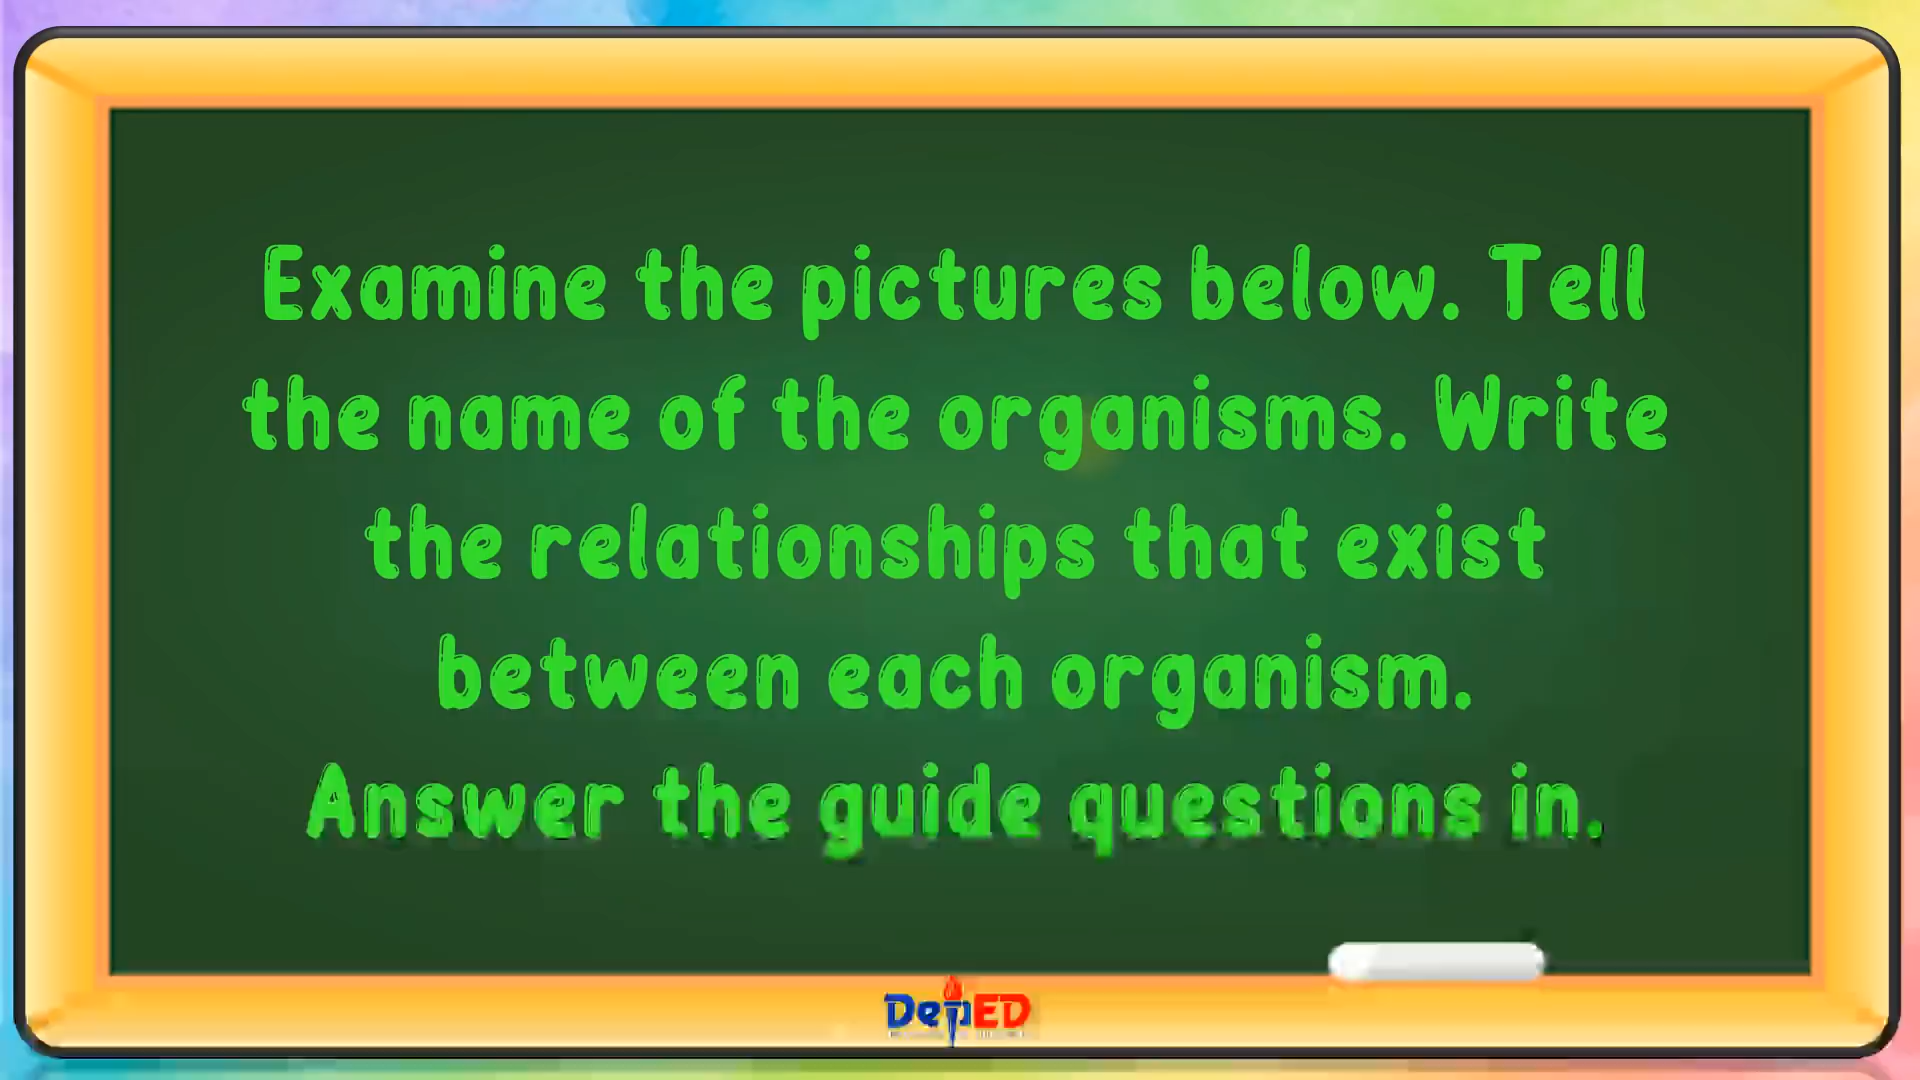 Examine the pictures below. Tell
the name of the organisms. Write
the relationships that exist
between each organism.
Answer the guide questions in.
DepED